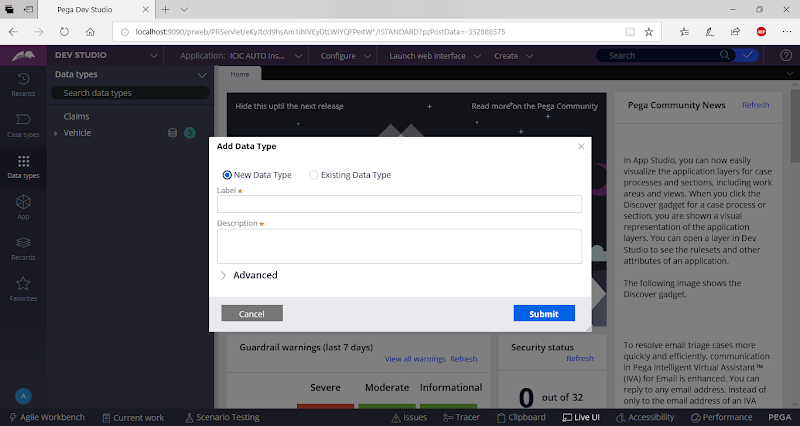 Pega Dev Studio
localhost:9090/prweb/PRServlet/eKyJtdd9hsAm1ihlVEyDtLWiYQFPeitW*/!STANDARD?pzPostData=-352888575
ABP
DEV STUDIO
Application: ICIC AUTO Ins...
Configure
Launch web interface
Create
Search
Recents
Case types
Data types
App
Records
Favorites
A
Data types
Search data types
Claims
Vehicle
3
Home
Hide this until the next release
Read more on the Pega Community
Add Data Type
New Data Type
Existing Data Type
Label
Description
Advanced
Cancel
Submit
Guardrail warnings (last 7 days)
View all warnings Refresh
Severe
Moderate
Informational
Security status
Refresh
0 out of 32
Pega Community News
Refresh
In App Studio, you can now easily
visualize the application layers for case
processes and sections, including work
areas and views. When you click the
Discover gadget for a case process or
section, you are shown a visual
representation of the application
layers. You can open a layer in Dev
Studio to see the rulesets and other
attributes of an application.
The following image shows the
Discover gadget.
To resolve email triage cases more
quickly and efficiently, communication
in Pega Intelligent Virtual Assistant™
(IVA) for Email is enhanced. You can
reply to any email address, instead of
only to the email address of an IVA
Agile Workbench
Current work
Scenario Testing
Issues
Tracer
Clipboard
Live UI
Accessibility
Performance
PEGA